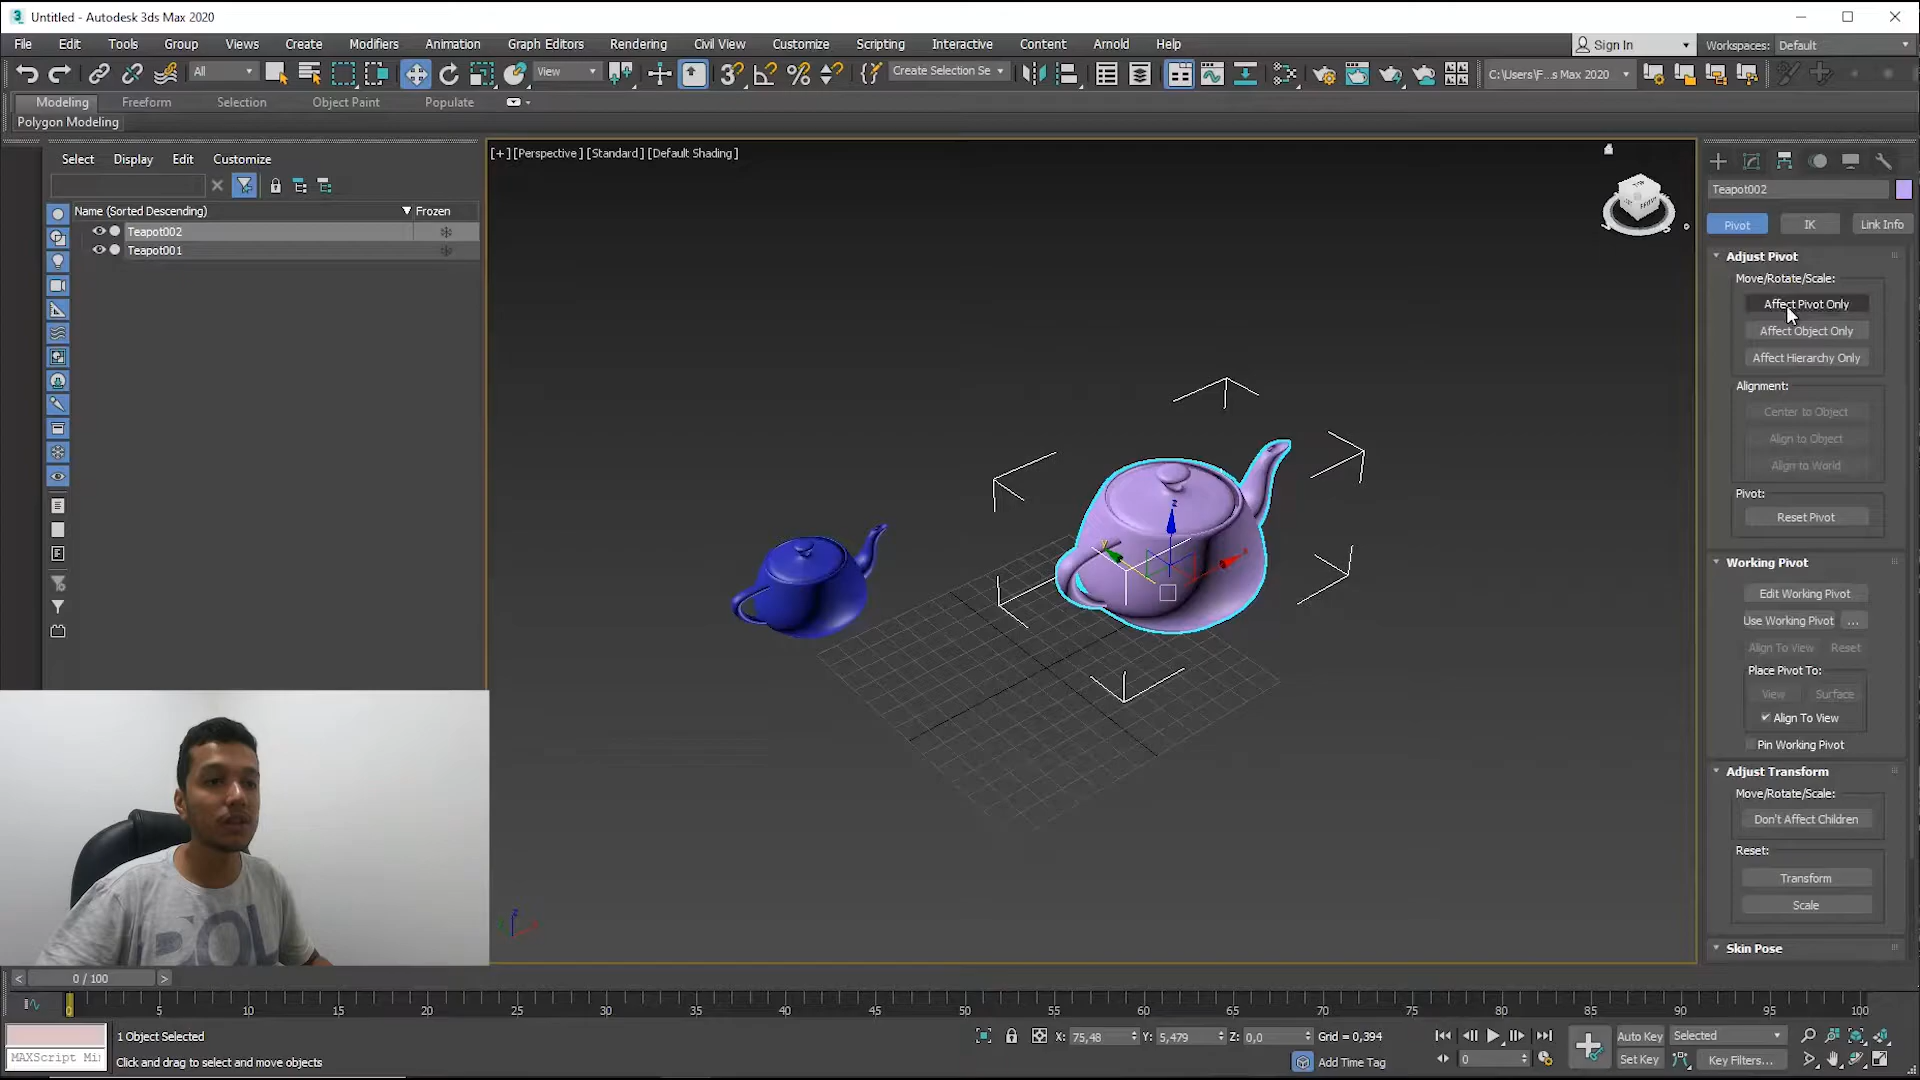 Untitled - Autodesk 3ds Max 2020
File Edit Tools Group Views Create Modifiers Animation Graph Editors Rendering Civil View Customize Scripting Interactive Content Arnold Help
Sign In
Workspaces: Default
All
View
Create Selection Se
C:\Users\F...s Max 2020
Modeling Freeform Selection Object Paint Populate
Polygon Modeling
Select Display Edit Customize
Name (Sorted Descending) Frozen
Teapot002
Teapot001
[+] [Perspective] [Standard] [Default Shading]
Teapot002
Pivot IK Link Info
Adjust Pivot
Move/Rotate/Scale:
Affect Pivot Only
Affect Object Only
Affect Hierarchy Only
Alignment:
Center to Object
Align to Object
Align to World
Pivot:
Reset Pivot
Working Pivot
Edit Working Pivot
Use Working Pivot ...
Align To View Reset
Place Pivot To:
View Surface
Align To View
Pin Working Pivot
Adjust Transform
Move/Rotate/Scale:
Don't Affect Children
Reset:
Transform
Scale
Skin Pose
< 0 / 100 >
0 5 10 15 20 25 30 35 40 45 50 55 60 65 70 75 80 85 90 95 100
1 Object Selected
X: 75,48 Y: 5,479 Z: 0,0 Grid = 0,394
Auto Key Selected
MAXScript Mi
Click and drag to select and move objects
Add Time Tag
0
Set Key Key Filters...